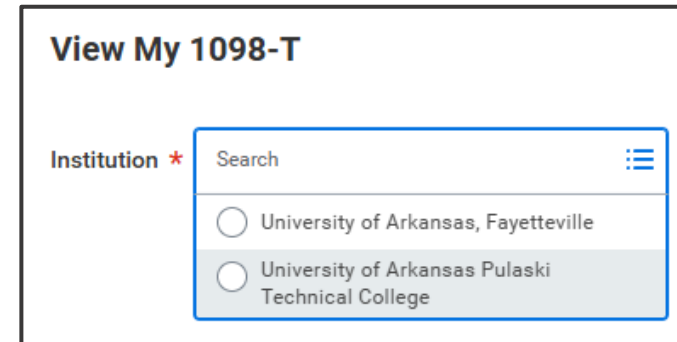 View My 1098-T
Institution * Search
University of Arkansas, Fayetteville
University of Arkansas Pulaski
Technical College